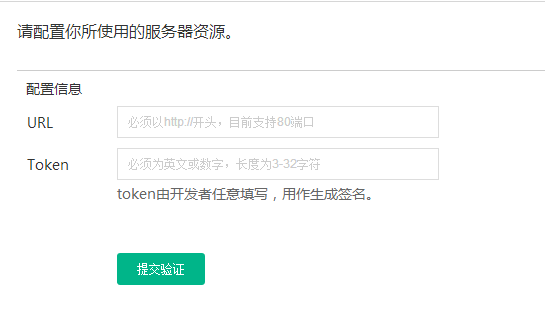 请配置你所使用的服务器资源。
配置信息
URL 必须以http://开头，目前支持80端口
Token 必须为英文或数字，长度为3-32字符
token由开发者任意填写，用作生成签名。
提交验证